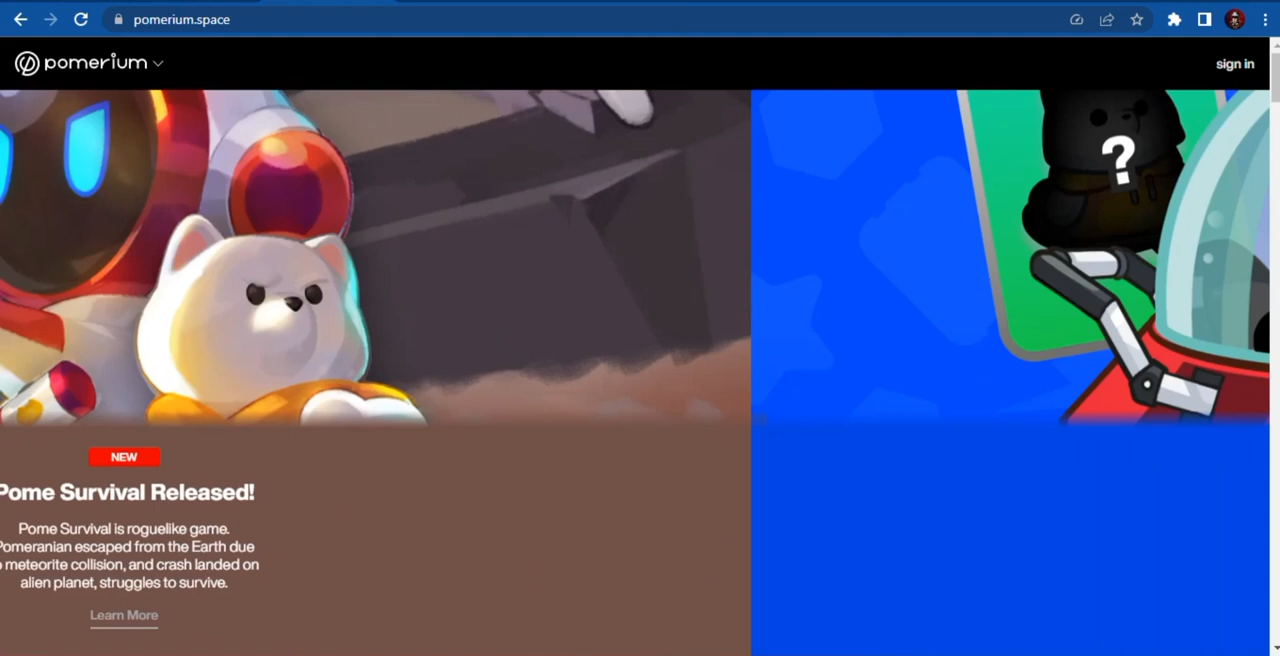 pomerium.space
pomerium
sign in
?
NEW
Pome Survival Released!
Pome Survival is roguelike game.
Pomeranian escaped from the Earth due
meteorite collision, and crash landed on
alien planet, struggles to survive.
Learn More